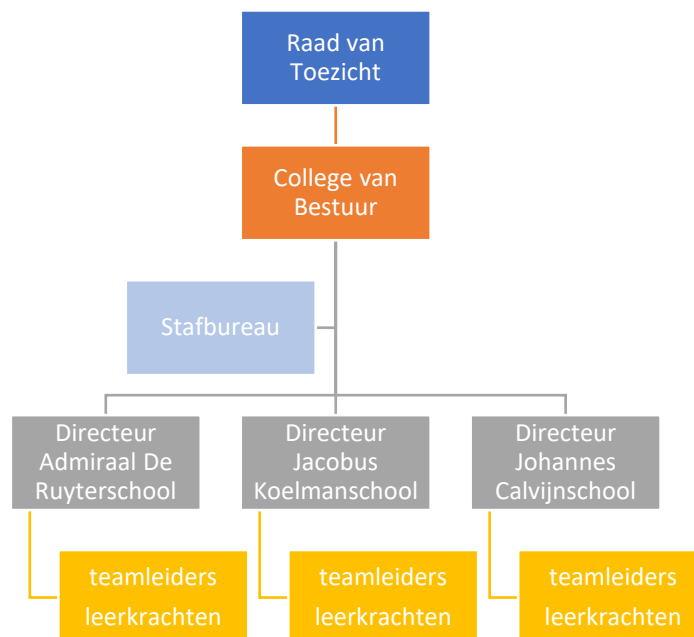 Raad van
Toezicht
College van
Bestuur
Stafbureau
Directeur
Admiraal De
Ruyterschool
Directeur
Jacobus
Koelmanschool
Directeur
Johannes
Calvijnschool
teamleiders
leerkrachten
teamleiders
leerkrachten
teamleiders
leerkrachten